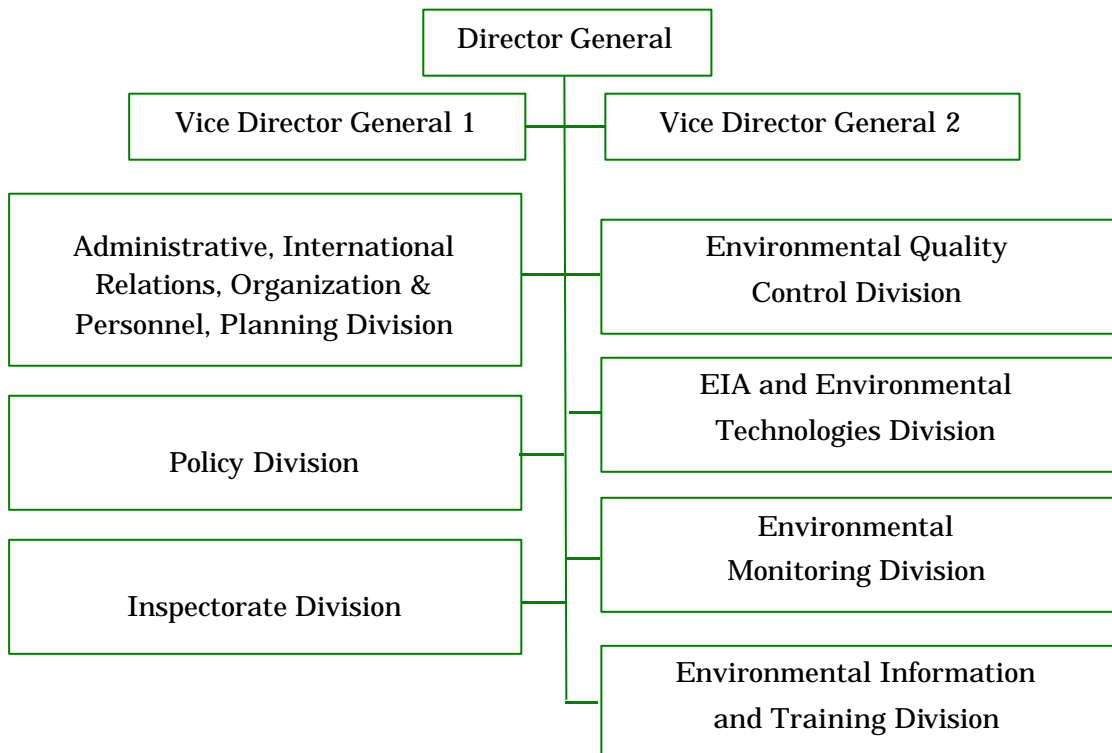 Director General
Vice Director General 1
Vice Director General 2
Administrative, International
Relations, Organization &
Personnel, Planning Division
Environmental Quality
Control Division
EIA and Environmental
Technologies Division
Policy Division
Environmental
Monitoring Division
Inspectorate Division
Environmental Information
and Training Division